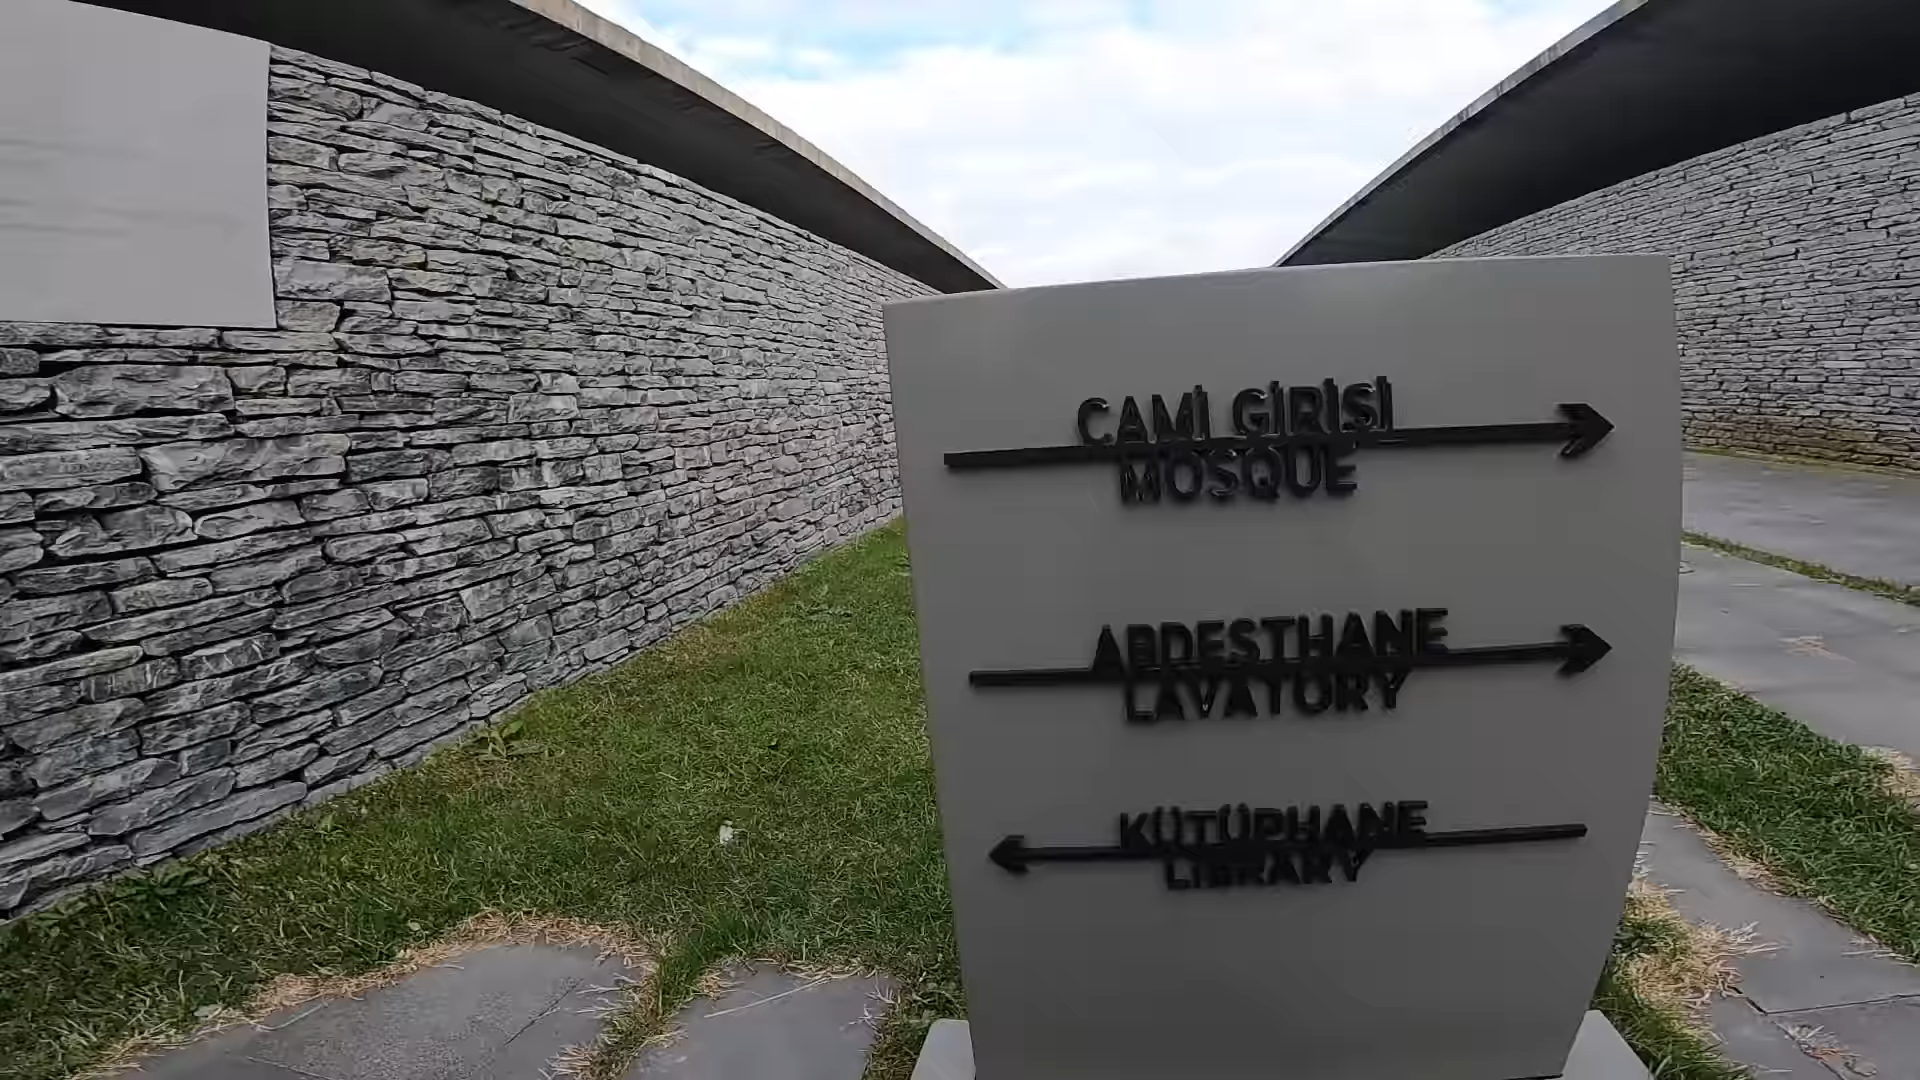 CAMİ GİRİŞİ
MOSQUE
ABDESTHANE
LAVATORY
KÜTÜPHANE
LIBRARY